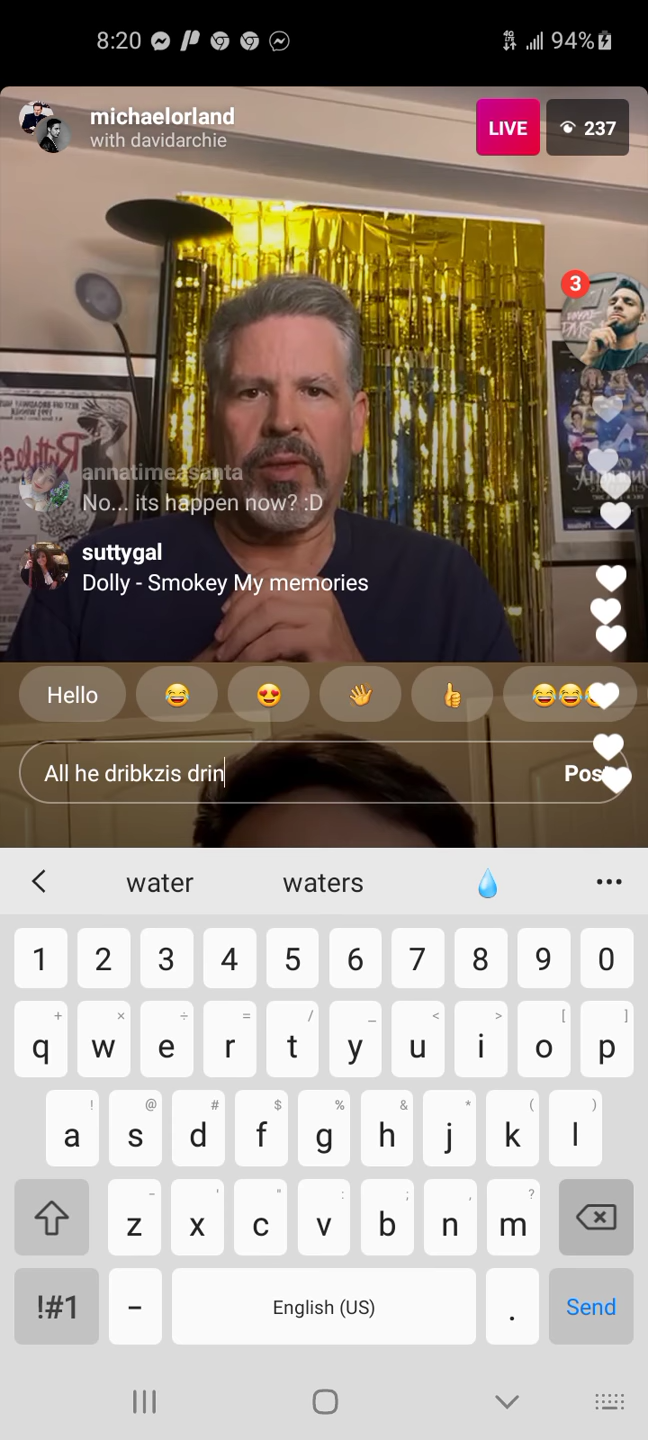 8:20
4G
LTE
94%
michaelorland
with davidarchie
LIVE
237
3
annatimeasanta
No... its happen now? :D
suttygal
Dolly - Smokey My memories
Hello 😂 😍 👋 👍 😂😂
All he dribkzis drin
water waters 💧 •••
1 2 3 4 5 6 7 8 9 0
+ × ÷ = / _ < > [ ]
q w e r t y u i o p
! @ # $ % & * ( )
a s d f g h j k l
- ' " : ; , ?
z x c v b n m
!#1 - English (US) . Send